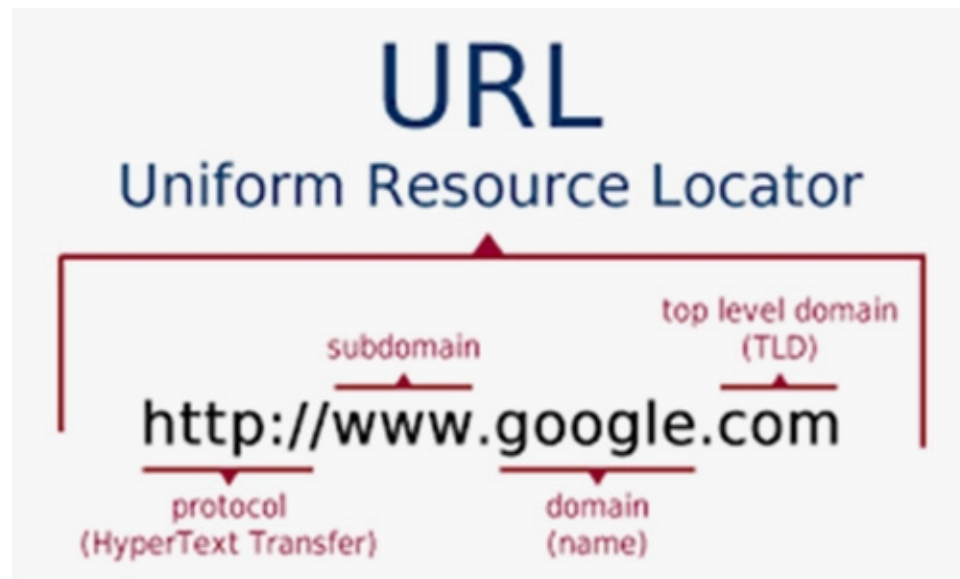 URL
Uniform Resource Locator
top level domain
(TLD)
subdomain
http://www.google.com
protocol
(HyperText Transfer)
domain
(name)